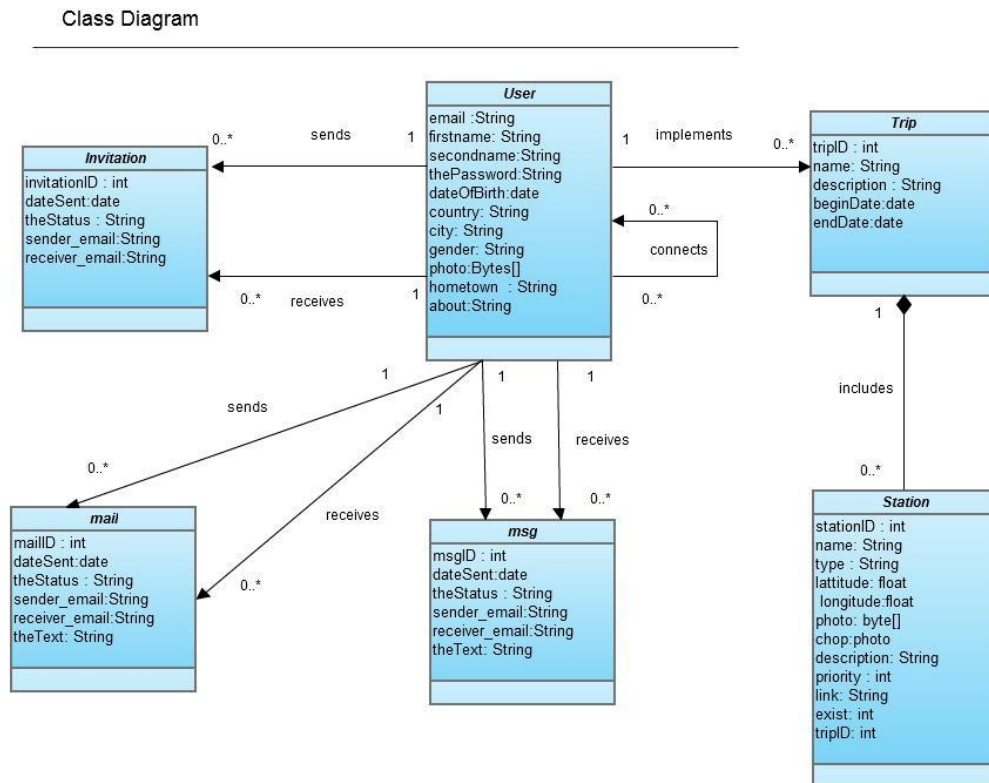 Class Diagram
User
email :String
firstname: String
secondname:String
thePassword:String
dateOfBirth:date
country: String
city: String
gender: String
photo:Bytes[]
hometown : String
about:String
0..*
sends
1
Invitation
invitationID : int
dateSent:date
theStatus : String
sender_email:String
receiver_email:String
0..*
receives
1
1
implements
0..*
Trip
tripID : int
name: String
description : String
beginDate:date
endDate:date
0..*
connects
0..*
1
includes
0..*
1
sends
0..*
1
receives
0..*
1
sends
0..*
1
receives
0..*
mail
mailID : int
dateSent:date
theStatus : String
sender_email:String
receiver_email:String
theText: String
msg
msgID : int
dateSent:date
theStatus : String
sender_email:String
receiver_email:String
theText: String
Station
stationID : int
name: String
type : String
lattitude: float
longitude:float
photo: byte[]
chop:photo
description: String
priority : int
link: String
exist: int
tripID: int